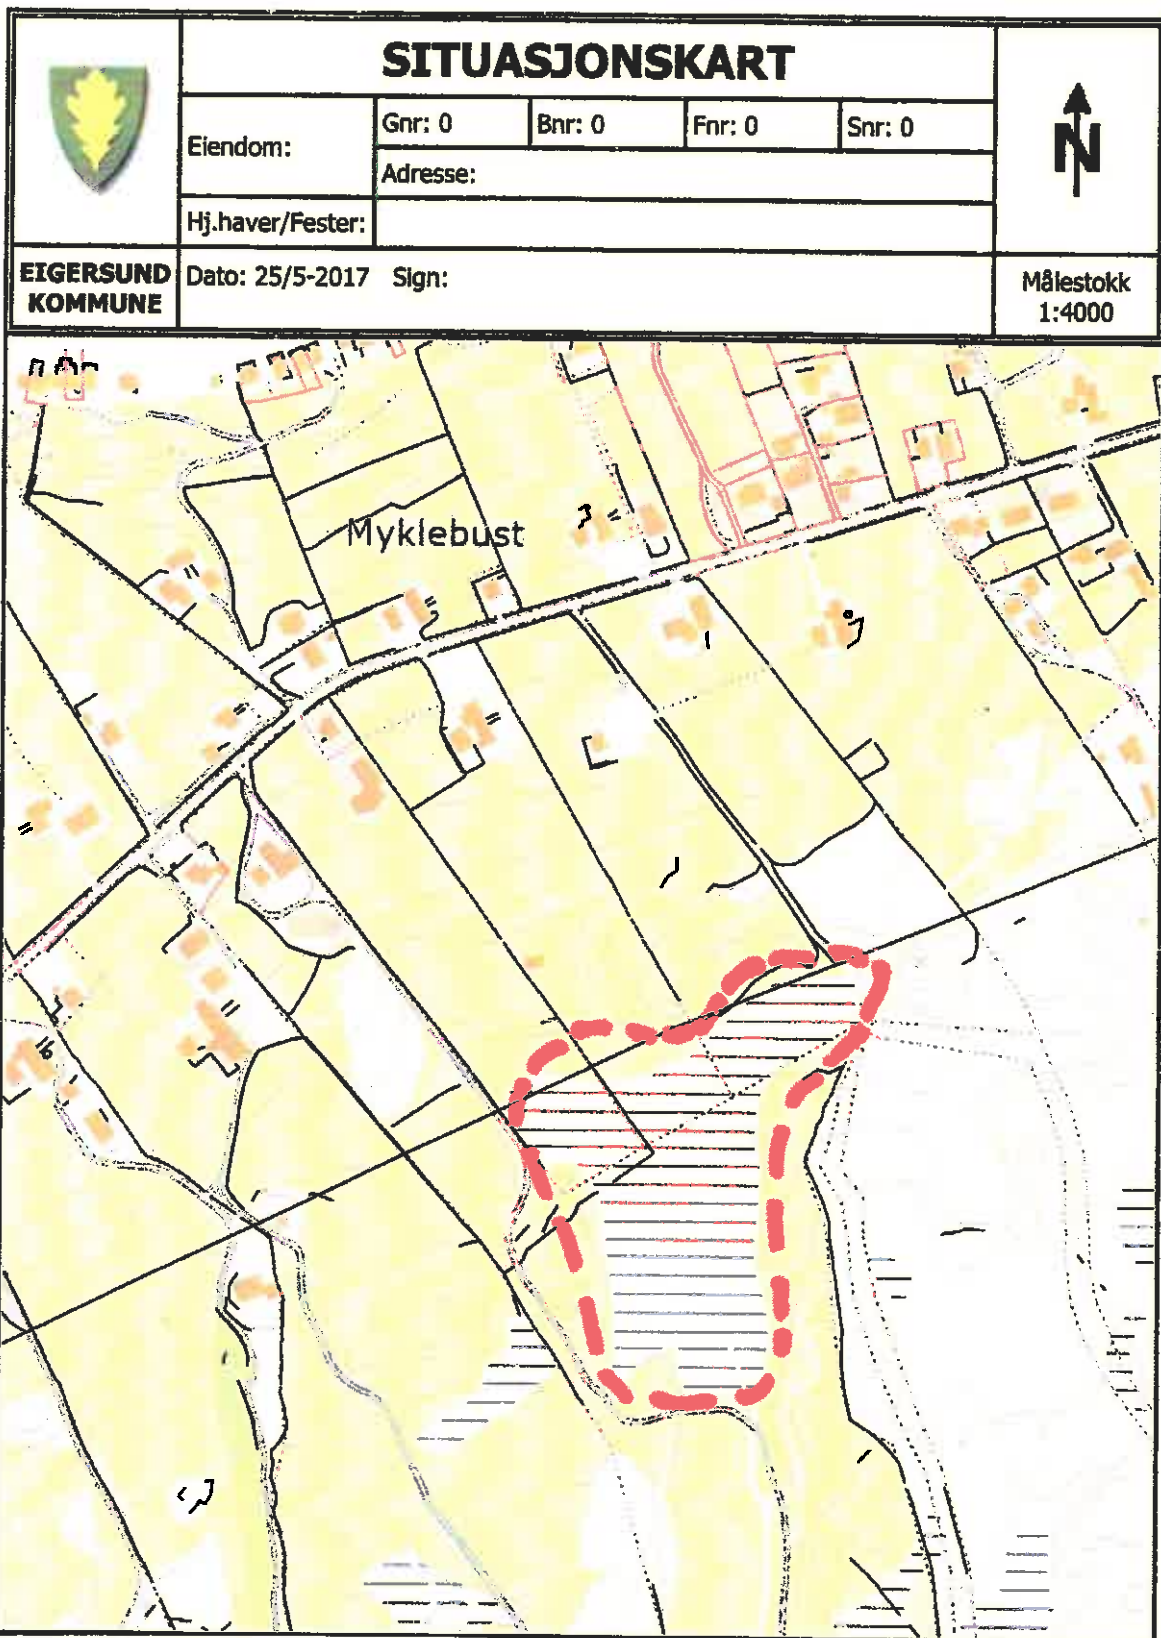 SITUASJONSKART
Eiendom:
Gnr: 0
Bnr: 0
Fnr: 0
Snr: 0
Adresse:
Hj.haver/Fester:
N
EIGERSUND
KOMMUNE
Dato: 25/5-2017 Sign:
Målestokk
1:4000
Myklebust